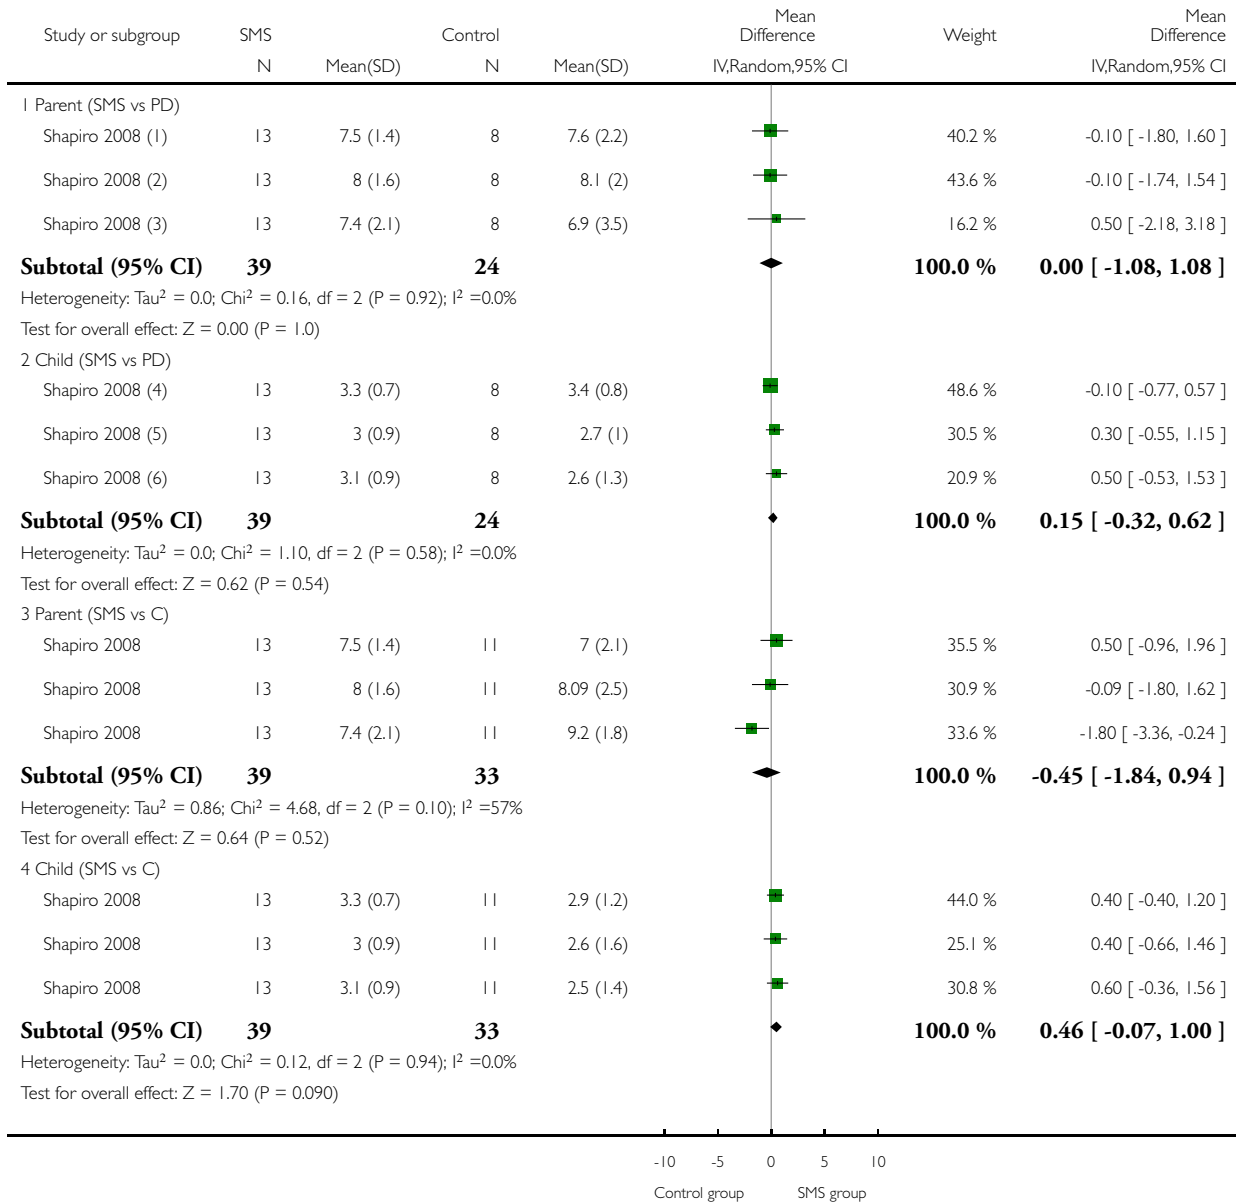 Study or subgroup SMS Control Mean Difference Weight Mean Difference
N Mean(SD) N Mean(SD) IV,Random,95% CI IV,Random,95% CI
1 Parent (SMS vs PD)
Shapiro 2008 (1) 13 7.5 (1.4) 8 7.6 (2.2) 40.2 % -0.10 [ -1.80, 1.60 ]
Shapiro 2008 (2) 13 8 (1.6) 8 8.1 (2) 43.6 % -0.10 [ -1.74, 1.54 ]
Shapiro 2008 (3) 13 7.4 (2.1) 8 6.9 (3.5) 16.2 % 0.50 [ -2.18, 3.18 ]
Subtotal (95% CI) 39 24 100.0 % 0.00 [ -1.08, 1.08 ]
Heterogeneity: Tau² = 0.0; Chi² = 0.16, df = 2 (P = 0.92); I² =0.0%
Test for overall effect: Z = 0.00 (P = 1.0)
2 Child (SMS vs PD)
Shapiro 2008 (4) 13 3.3 (0.7) 8 3.4 (0.8) 48.6 % -0.10 [ -0.77, 0.57 ]
Shapiro 2008 (5) 13 3 (0.9) 8 2.7 (1) 30.5 % 0.30 [ -0.55, 1.15 ]
Shapiro 2008 (6) 13 3.1 (0.9) 8 2.6 (1.3) 20.9 % 0.50 [ -0.53, 1.53 ]
Subtotal (95% CI) 39 24 100.0 % 0.15 [ -0.32, 0.62 ]
Heterogeneity: Tau² = 0.0; Chi² = 1.10, df = 2 (P = 0.58); I² =0.0%
Test for overall effect: Z = 0.62 (P = 0.54)
3 Parent (SMS vs C)
Shapiro 2008 13 7.5 (1.4) 11 7 (2.1) 35.5 % 0.50 [ -0.96, 1.96 ]
Shapiro 2008 13 8 (1.6) 11 8.09 (2.5) 30.9 % -0.09 [ -1.80, 1.62 ]
Shapiro 2008 13 7.4 (2.1) 11 9.2 (1.8) 33.6 % -1.80 [ -3.36, -0.24 ]
Subtotal (95% CI) 39 33 100.0 % -0.45 [ -1.84, 0.94 ]
Heterogeneity: Tau² = 0.86; Chi² = 4.68, df = 2 (P = 0.10); I² =57%
Test for overall effect: Z = 0.64 (P = 0.52)
4 Child (SMS vs C)
Shapiro 2008 13 3.3 (0.7) 11 2.9 (1.2) 44.0 % 0.40 [ -0.40, 1.20 ]
Shapiro 2008 13 3 (0.9) 11 2.6 (1.6) 25.1 % 0.40 [ -0.66, 1.46 ]
Shapiro 2008 13 3.1 (0.9) 11 2.5 (1.4) 30.8 % 0.60 [ -0.36, 1.56 ]
Subtotal (95% CI) 39 33 100.0 % 0.46 [ -0.07, 1.00 ]
Heterogeneity: Tau² = 0.0; Chi² = 0.12, df = 2 (P = 0.94); I² =0.0%
Test for overall effect: Z = 1.70 (P = 0.090)
-10 -5 0 5 10
Control group SMS group